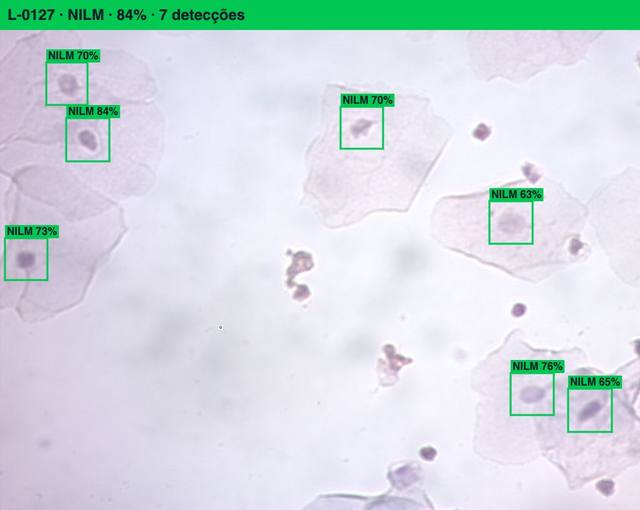 L-0127 · NILM · 84% · 7 detecções
NILM 70%
NILM 84%
NILM 70%
NILM 63%
NILM 73%
NILM 76%
NILM 65%